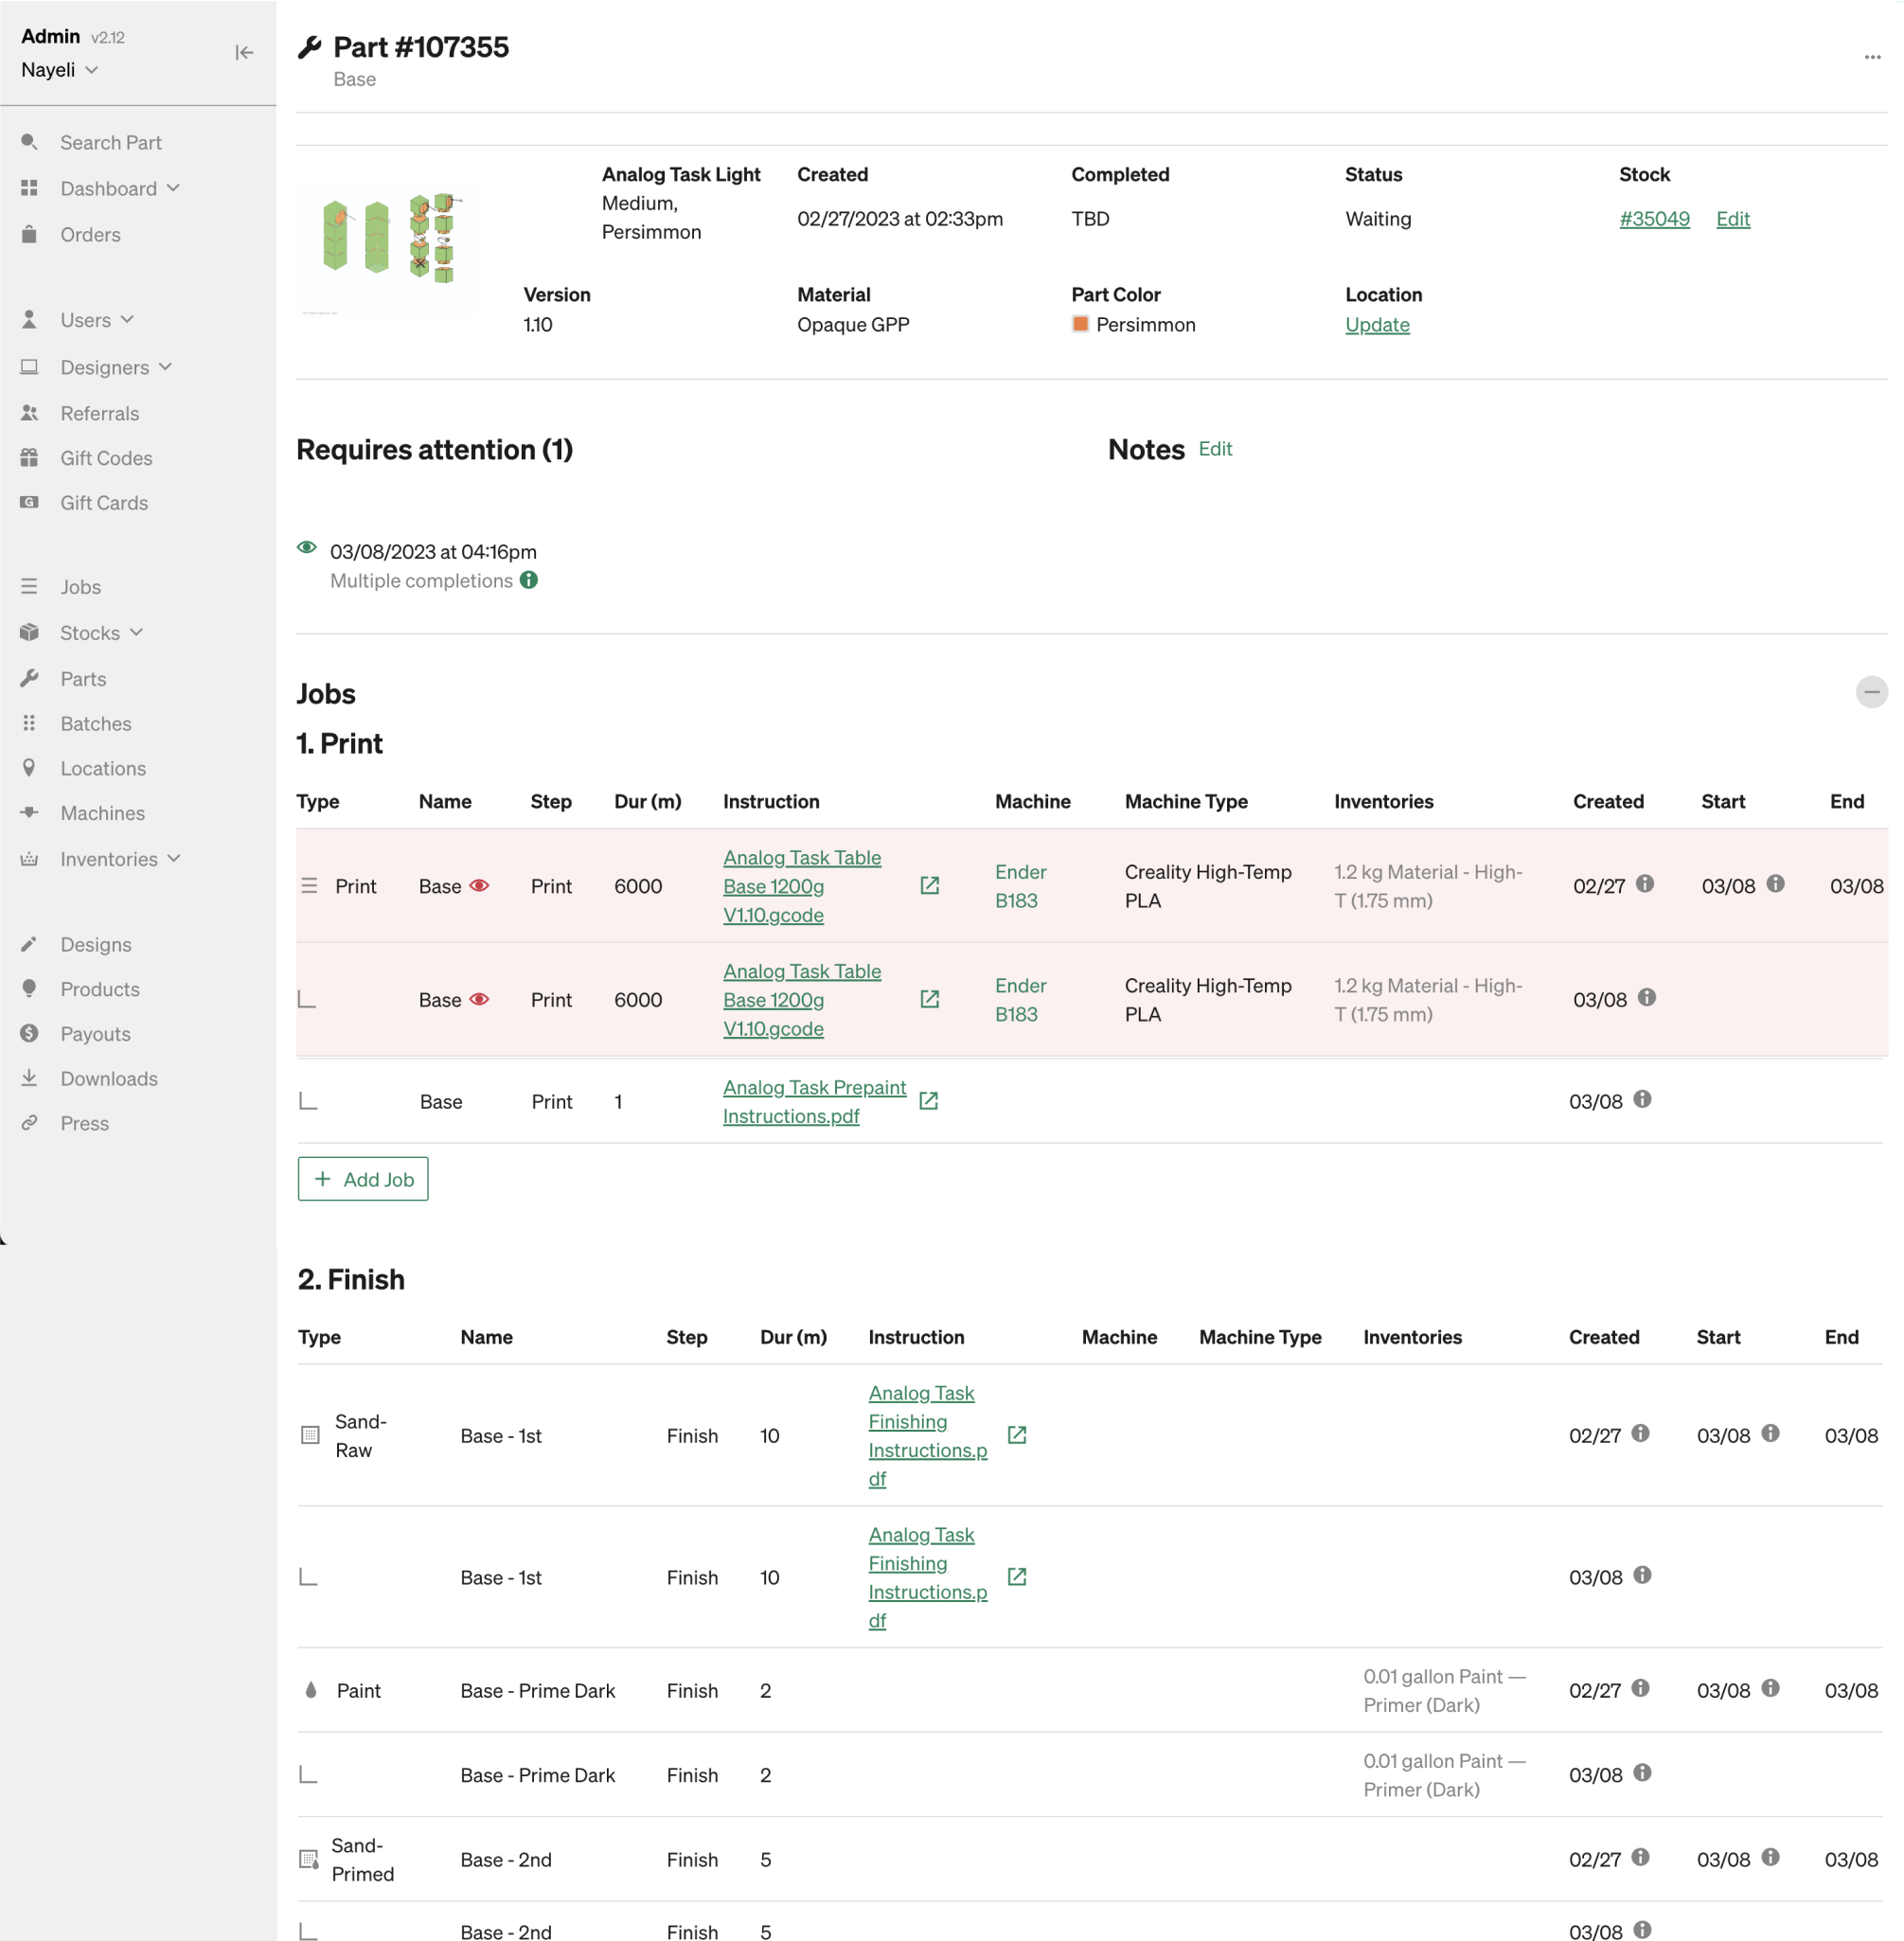 Admin v2.12
Nayeli
Search Part
Dashboard
Orders
Users
Designers
Referrals
Gift Codes
Gift Cards
Jobs
Stocks
Parts
Batches
Locations
Machines
Inventories
Designs
Products
Payouts
Downloads
Press
Part #107355
Base
Analog Task Light
Medium,
Persimmon
Created
02/27/2023 at 02:33pm
Completed
TBD
Status
Waiting
Stock
#35049 Edit
Version
1.10
Material
Opaque GPP
Part Color
Persimmon
Location
Update
Requires attention (1)
03/08/2023 at 04:16pm
Multiple completions
Notes Edit
Jobs
1. Print
Type Name Step Dur (m) Instruction Machine Machine Type Inventories Created Start End
Print Base Print 6000
Analog Task Table
Base 1200g
V1.10.gcode
Ender
B183
Creality High-Temp
PLA
1.2 kg Material - High-
T (1.75 mm)
02/27 03/08 03/08
Base Print 6000
Analog Task Table
Base 1200g
V1.10.gcode
Ender
B183
Creality High-Temp
PLA
1.2 kg Material - High-
T (1.75 mm)
03/08
Base Print 1
Analog Task Prepaint
Instructions.pdf
03/08
+ Add Job
2. Finish
Type Name Step Dur (m) Instruction Machine Machine Type Inventories Created Start End
Sand-
Raw
Base - 1st Finish 10
Analog Task
Finishing
Instructions.p
df
02/27 03/08 03/08
Base - 1st Finish 10
Analog Task
Finishing
Instructions.p
df
03/08
Paint Base - Prime Dark Finish 2
0.01 gallon Paint —
Primer (Dark)
02/27 03/08 03/08
Base - Prime Dark Finish 2
0.01 gallon Paint —
Primer (Dark)
03/08
Sand-
Primed
Base - 2nd Finish 5
02/27 03/08 03/08
Base - 2nd Finish 5
03/08